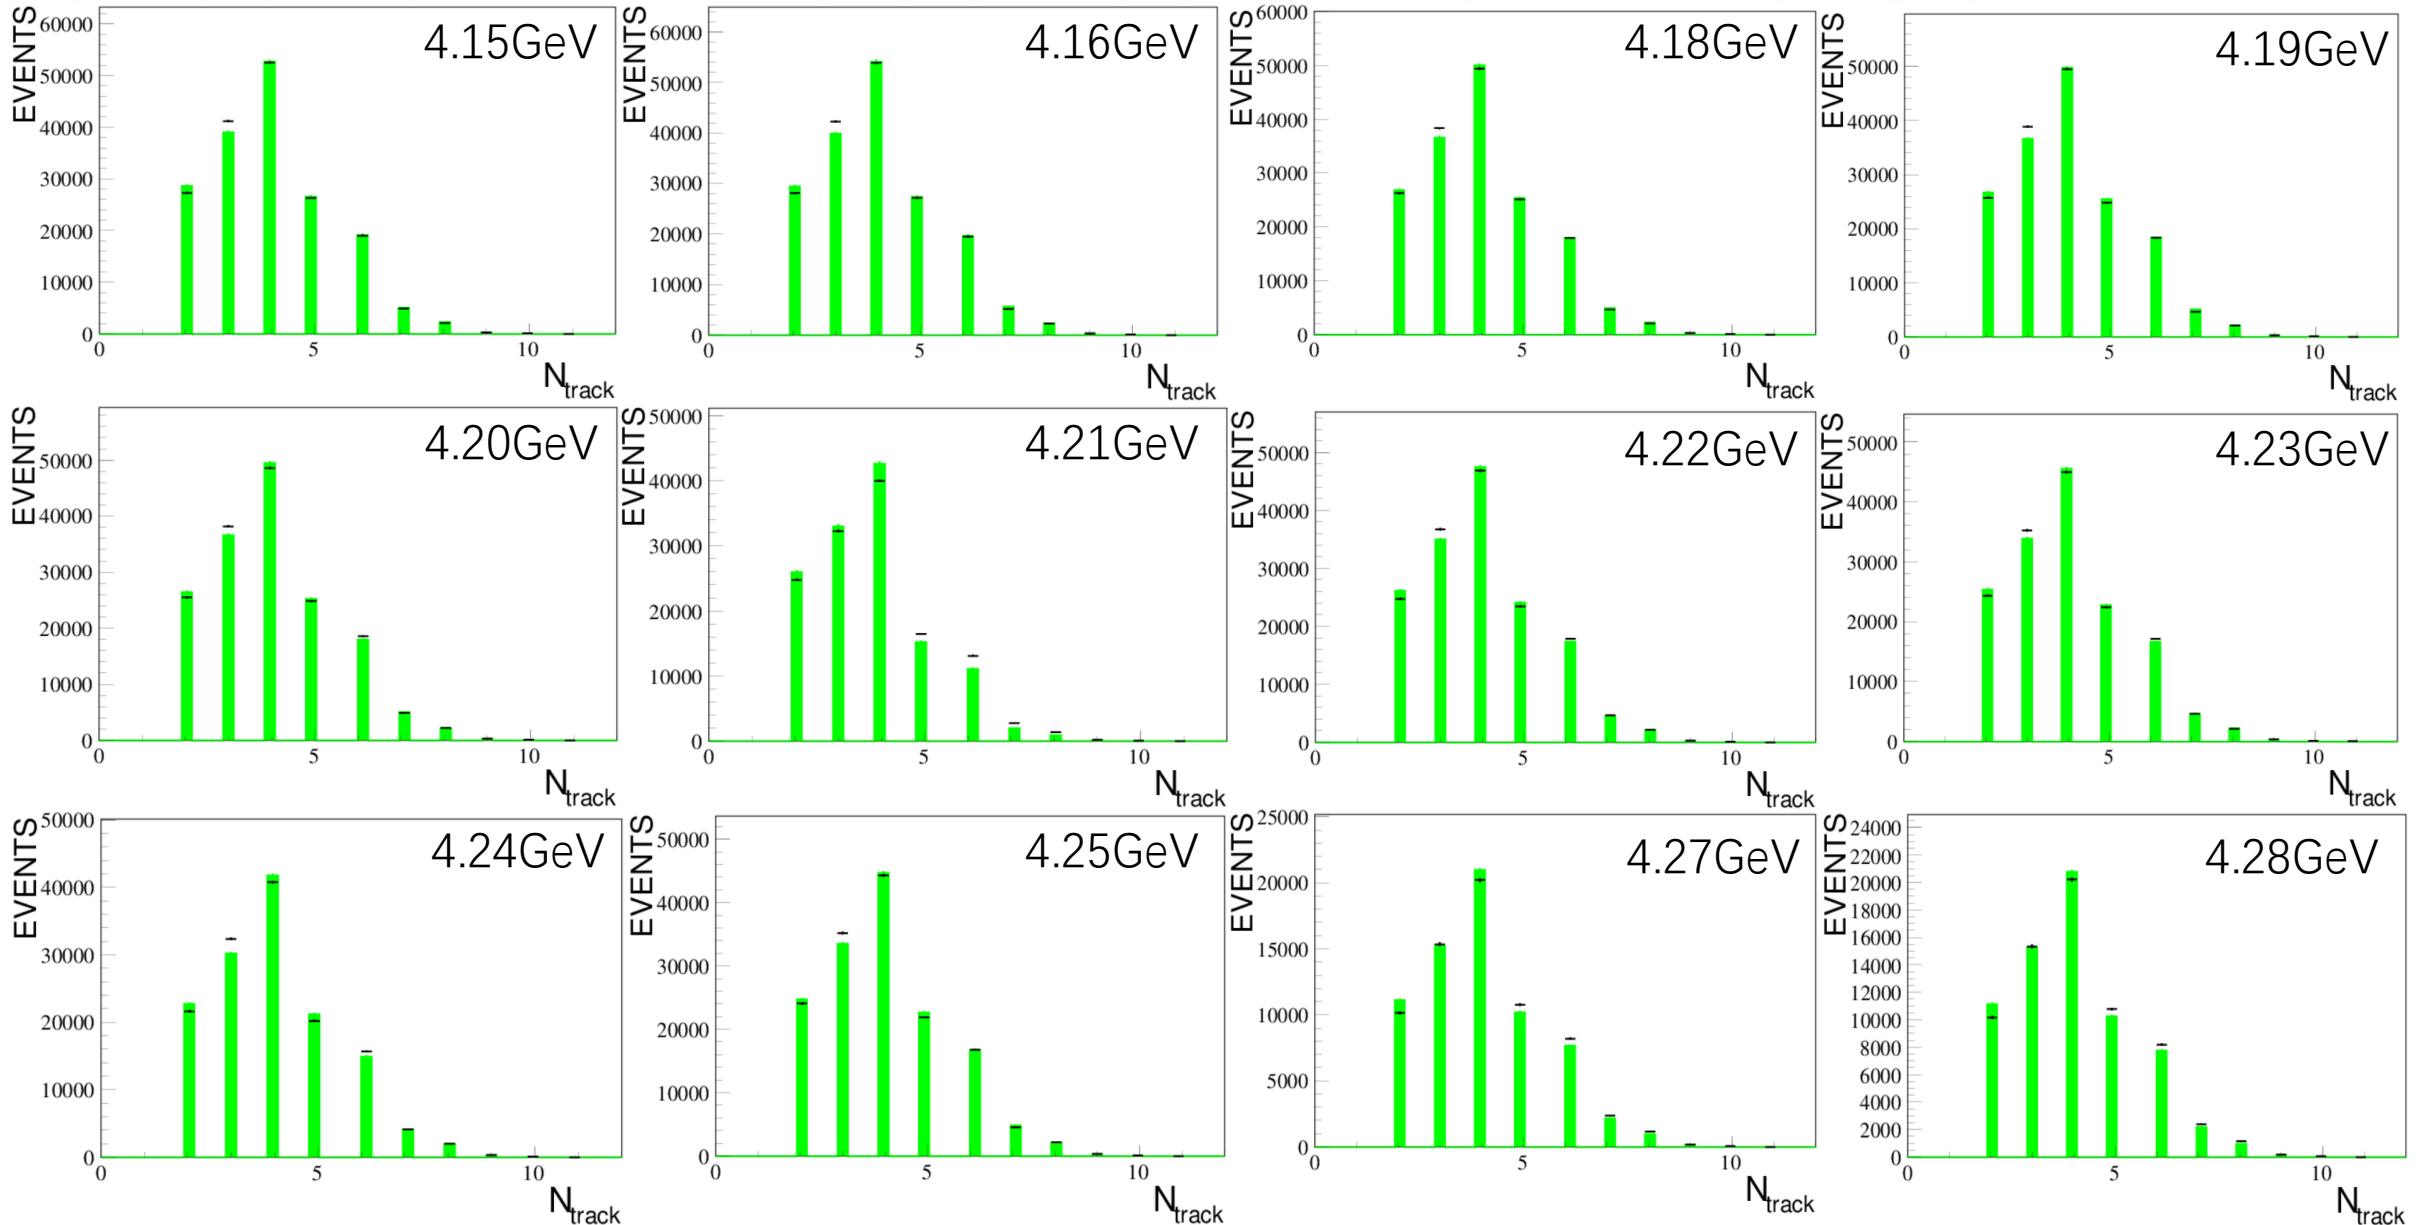 EVENTS
4.15GeV
60000
50000
40000
30000
20000
10000
0
0 5 10
Ntrack
EVENTS
4.16GeV
60000
50000
40000
30000
20000
10000
0
0 5 10
Ntrack
EVENTS
4.18GeV
60000
50000
40000
30000
20000
10000
0
0 5 10
Ntrack
EVENTS
4.19GeV
50000
40000
30000
20000
10000
0
0 5 10
Ntrack
EVENTS
4.20GeV
50000
40000
30000
20000
10000
0
0 5 10
Ntrack
EVENTS
4.21GeV
50000
40000
30000
20000
10000
0
0 5 10
Ntrack
EVENTS
4.22GeV
50000
40000
30000
20000
10000
0
0 5 10
Ntrack
EVENTS
4.23GeV
50000
40000
30000
20000
10000
0
0 5 10
Ntrack
EVENTS
4.24GeV
50000
40000
30000
20000
10000
0
0 5 10
Ntrack
EVENTS
4.25GeV
50000
40000
30000
20000
10000
0
0 5 10
Ntrack
EVENTS
4.27GeV
25000
20000
15000
10000
5000
0
0 5 10
Ntrack
EVENTS
4.28GeV
24000
22000
20000
18000
16000
14000
12000
10000
8000
6000
4000
2000
0
0 5 10
Ntrack